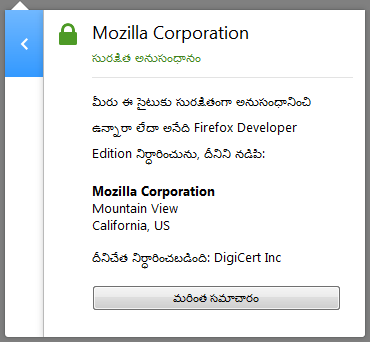 Mozilla Corporation
సురక్షిత అనుసంధానం
మీరు ఈ సైటుకు సురక్షితంగా అనుసంధానించి
ఉన్నారా లేదా అనేది Firefox Developer
Edition నిర్ధారించును, దీనిని నడిపి:
Mozilla Corporation
Mountain View
California, US
దీనిచేత నిర్ధారించబడింది: DigiCert Inc
మరింత సమాచారం